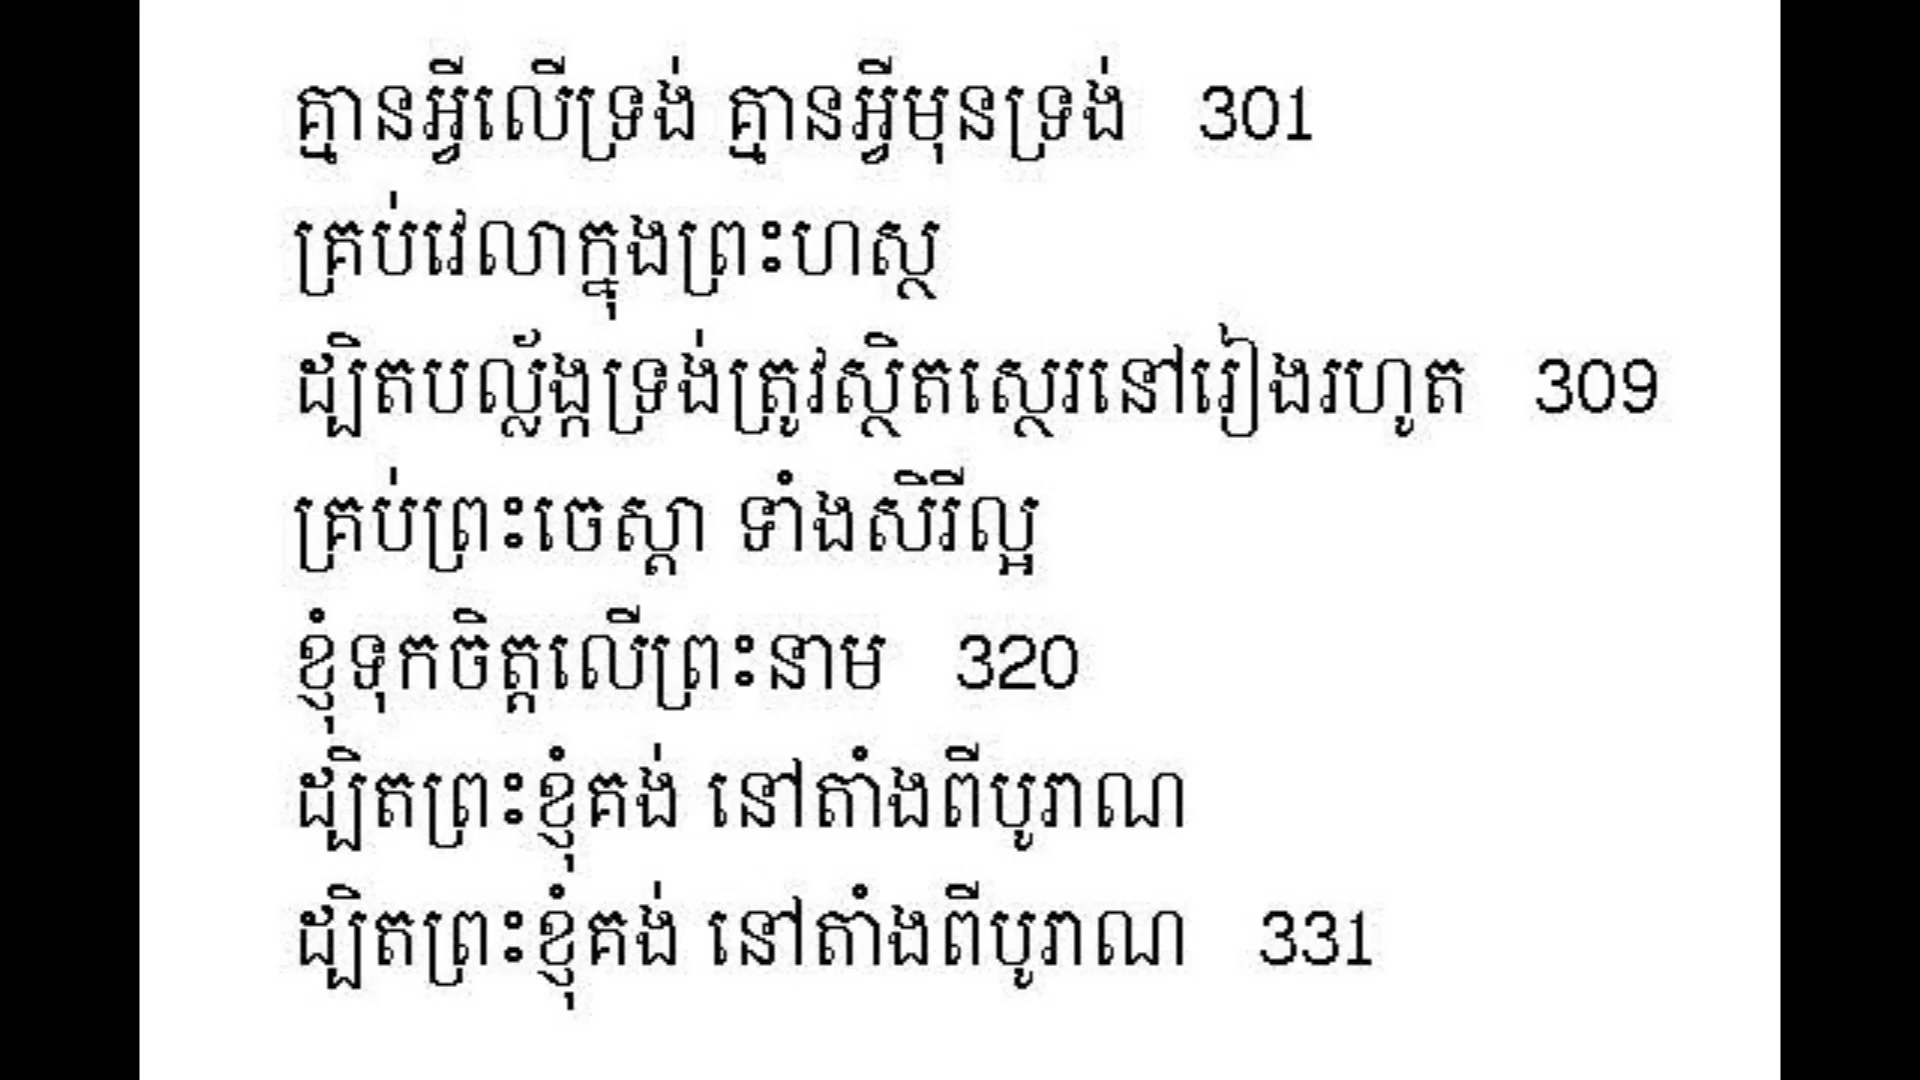 គ្មានអ្វីលើទ្រង់ គ្មានអ្វីមុនទ្រង់ 301
គ្រប់វេលាក្នុងព្រះហស្ថ
ដ្បិតបល្ល័ង្កទ្រង់ត្រូវស្ថិតស្ថេរនៅរៀងរហូត 309
គ្រប់ព្រះចេស្តា ទាំងសិរីល្អ
ខ្ញុំទុកចិត្តលើព្រះនាម 320
ដ្បិតព្រះខ្ញុំគង់ នៅតាំងពីបូរាណ
ដ្បិតព្រះខ្ញុំគង់ នៅតាំងពីបូរាណ 331